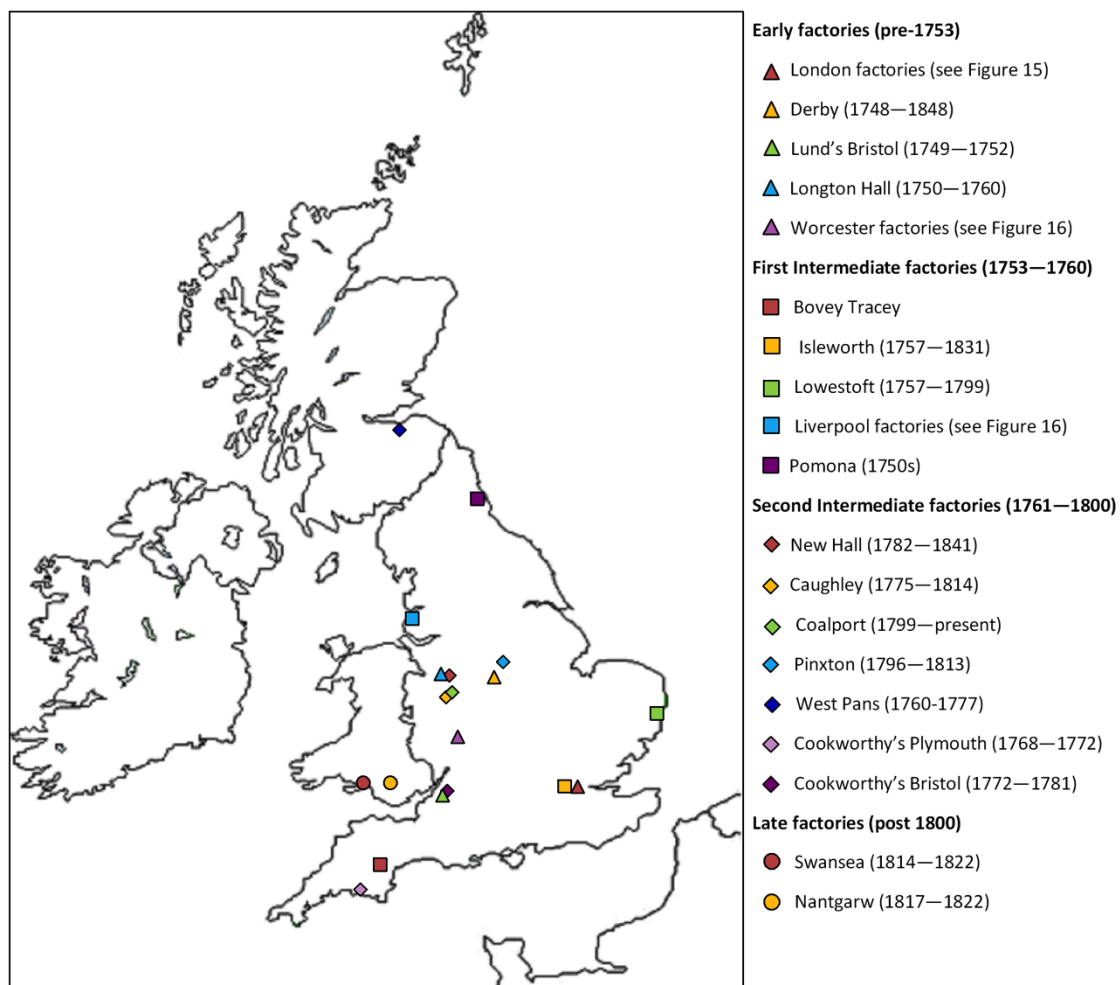 Early factories (pre-1753)
London factories (see Figure 15)
Derby (1748—1848)
Lund's Bristol (1749—1752)
Longton Hall (1750—1760)
Worcester factories (see Figure 16)
First Intermediate factories (1753—1760)
Bovey Tracey
Isleworth (1757—1831)
Lowestoft (1757—1799)
Liverpool factories (see Figure 16)
Pomona (1750s)
Second Intermediate factories (1761—1800)
New Hall (1782—1841)
Caughley (1775—1814)
Coalport (1799—present)
Pinxton (1796—1813)
West Pans (1760-1777)
Cookworthy's Plymouth (1768—1772)
Cookworthy's Bristol (1772—1781)
Late factories (post 1800)
Swansea (1814—1822)
Nantgarw (1817—1822)